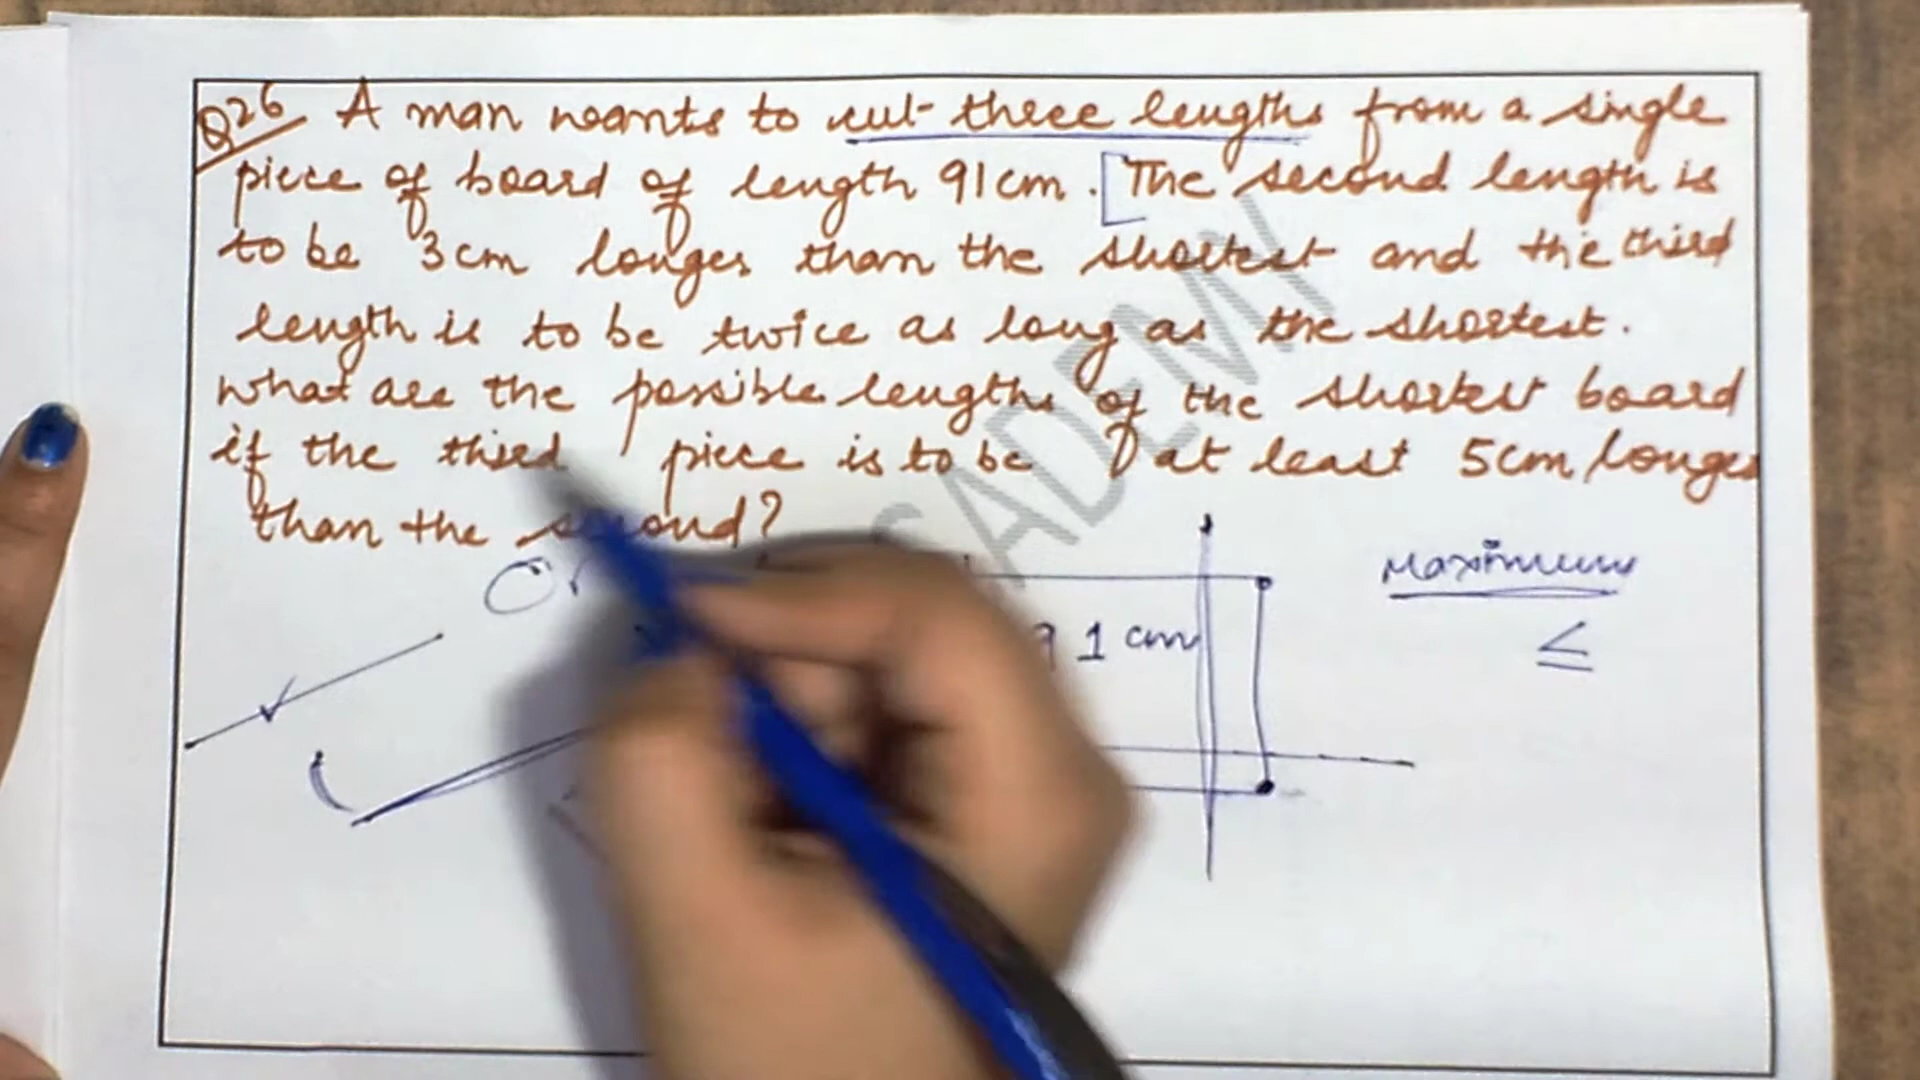 Q26 A man wants to cut three lengths from a single
piece of board of length 91cm. [The second length is
to be 3cm longer than the shortest and the third
length is to be twice as long as the shortest.
What are the possible lengths of the shortest board
if the third piece is to be at least 5cm longer
than the second?
Maximum
91 cm
≤
ADEMY